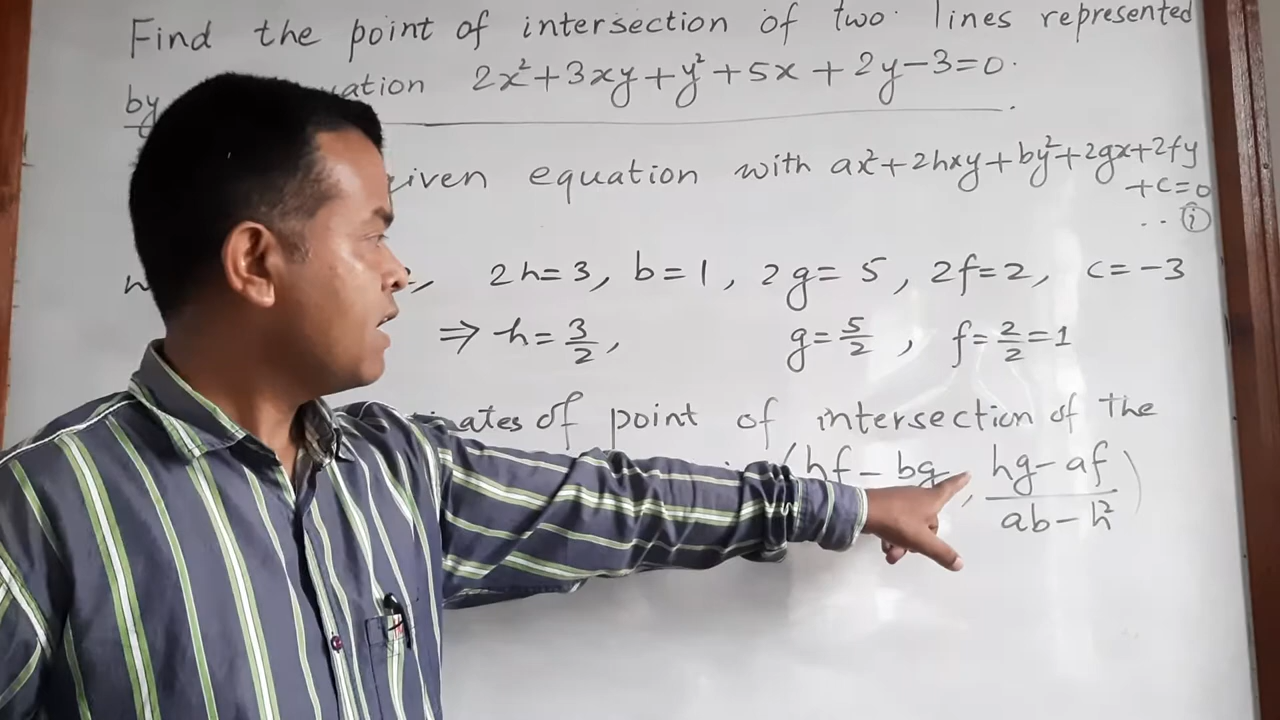 Find the point of intersection of two lines represented
by equation 2x²+3xy+y²+5x+2y-3=0.
given equation with ax²+2hxy+by²+2gx+2fy
+c=0
.. (i)
2h=3, b=1, 2g=5, 2f=2, c=-3
⇒ h=3/2, g=5/2, f=2/2=1
of point of intersection of the
(hf-bg, hg-af/ab-h²)